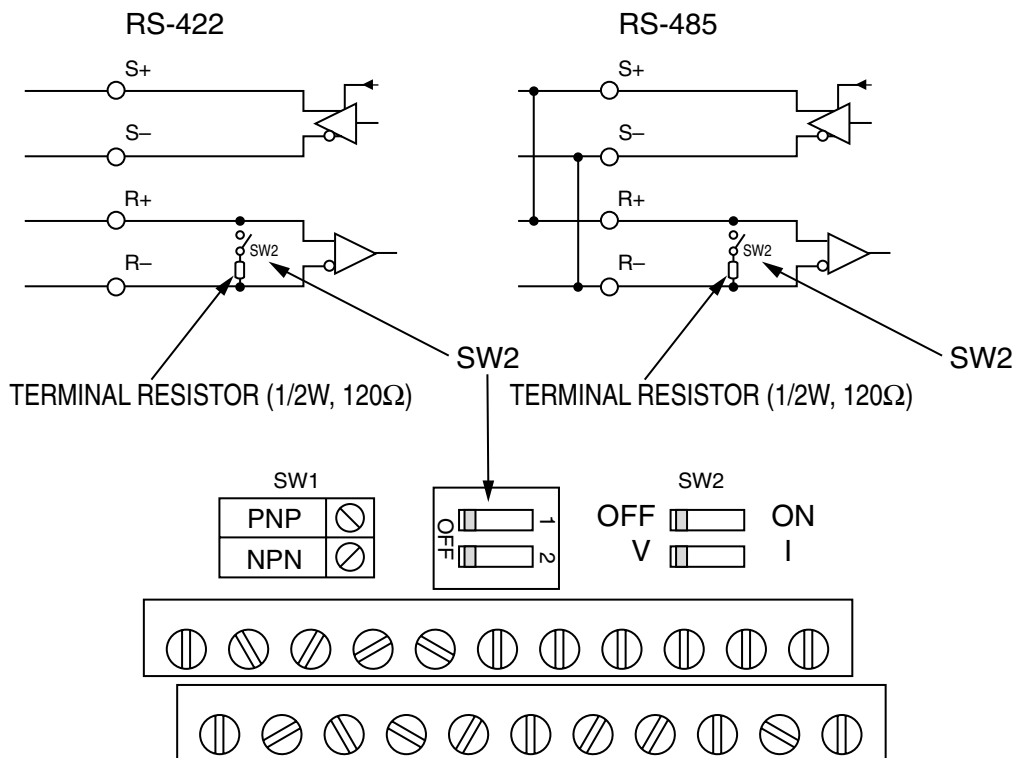 RS-422
RS-485
S+
S+
S–
S–
R+
R+
SW2
SW2
R–
R–
SW2
SW2
TERMINAL RESISTOR (1/2W, 120Ω)
TERMINAL RESISTOR (1/2W, 120Ω)
SW1
SW2
PNP
NPN
OFF
1
2
OFF
ON
V
I